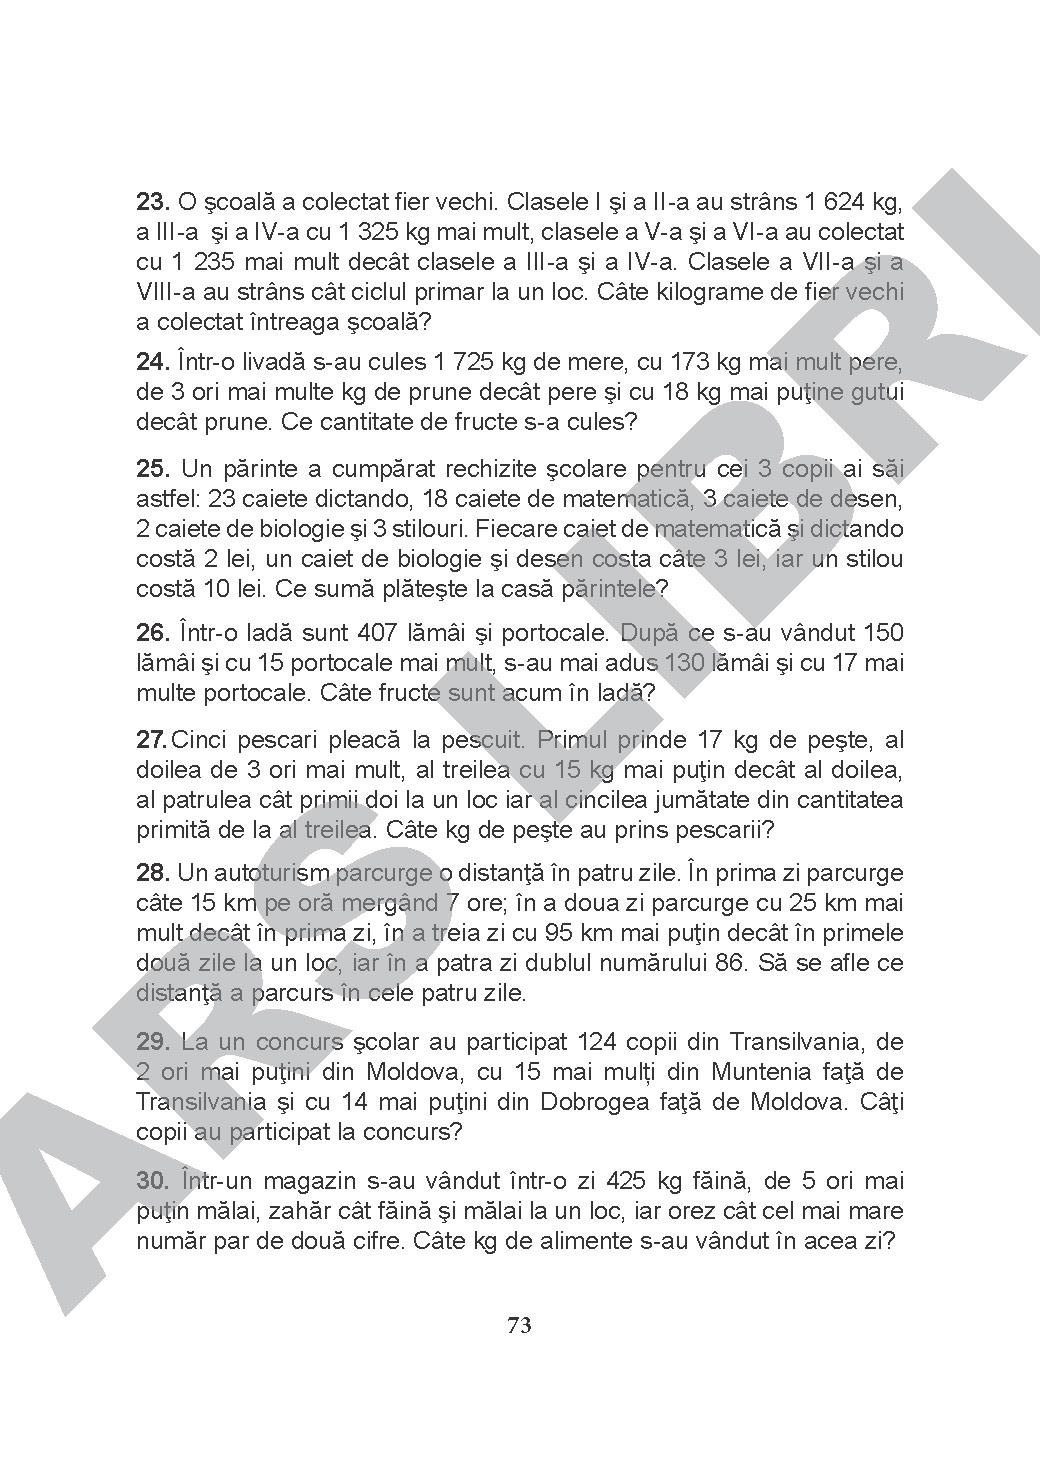 23. O şcoală a colectat fier vechi. Clasele I şi a II-a au strâns 1 624 kg,
a III-a şi a IV-a cu 1 325 kg mai mult, clasele a V-a şi a VI-a au colectat
cu 1 235 mai mult decât clasele a III-a şi a IV-a. Clasele a VII-a şi a
VIII-a au strâns cât ciclul primar la un loc. Câte kilograme de fier vechi
a colectat întreaga şcoală?
24. Într-o livadă s-au cules 1 725 kg de mere, cu 173 kg mai mult pere,
de 3 ori mai multe kg de prune decât pere şi cu 18 kg mai puţine gutui
decât prune. Ce cantitate de fructe s-a cules?
25. Un părinte a cumpărat rechizite şcolare pentru cei 3 copii ai săi
astfel: 23 caiete dictando, 18 caiete de matematică, 3 caiete de desen,
2 caiete de biologie şi 3 stilouri. Fiecare caiet de matematică şi dictando
costă 2 lei, un caiet de biologie şi desen costa câte 3 lei, iar un stilou
costă 10 lei. Ce sumă plăteşte la casă părintele?
26. Într-o ladă sunt 407 lămâi şi portocale. După ce s-au vândut 150
lămâi şi cu 15 portocale mai mult, s-au mai adus 130 lămâi şi cu 17 mai
multe portocale. Câte fructe sunt acum în ladă?
27. Cinci pescari pleacă la pescuit. Primul prinde 17 kg de peşte, al
doilea de 3 ori mai mult, al treilea cu 15 kg mai puţin decât al doilea,
al patrulea cât primii doi la un loc iar al cincilea jumătate din cantitatea
primită de la al treilea. Câte kg de peşte au prins pescarii?
28. Un autoturism parcurge o distanţă în patru zile. În prima zi parcurge
câte 15 km pe oră mergând 7 ore; în a doua zi parcurge cu 25 km mai
mult decât în prima zi, în a treia zi cu 95 km mai puţin decât în primele
două zile la un loc, iar în a patra zi dublul numărului 86. Să se afle ce
distanţă a parcurs în cele patru zile.
29. La un concurs şcolar au participat 124 copii din Transilvania, de
2 ori mai puţini din Moldova, cu 15 mai mulți din Muntenia faţă de
Transilvania şi cu 14 mai puţini din Dobrogea faţă de Moldova. Câţi
copii au participat la concurs?
30. Într-un magazin s-au vândut într-o zi 425 kg făină, de 5 ori mai
puţin mălai, zahăr cât făină şi mălai la un loc, iar orez cât cel mai mare
număr par de două cifre. Câte kg de alimente s-au vândut în acea zi?
73
ARS LIBRI